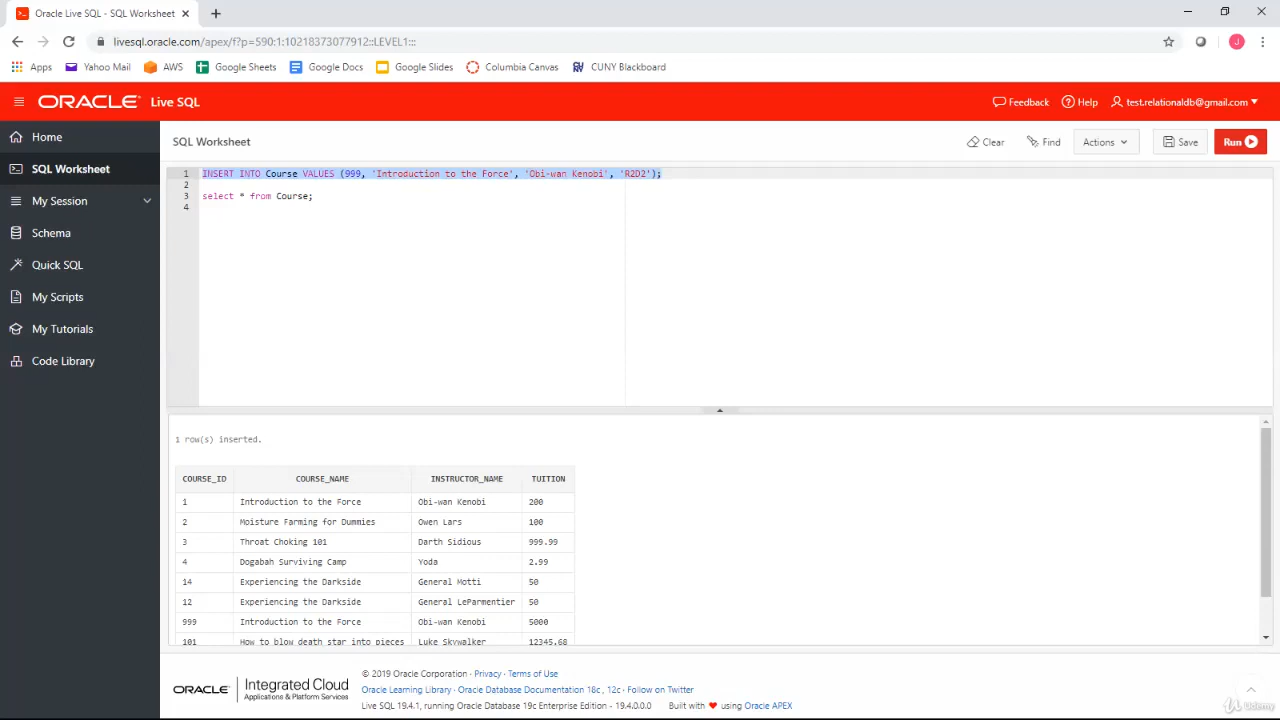 Oracle Live SQL - SQL Worksheet
livesql.oracle.com/apex/f?p=590:1:10218373077912::LEVEL1:::
J
Apps Yahoo Mail AWS Google Sheets Google Docs Google Slides Columbia Canvas CUNY Blackboard
ORACLE Live SQL Feedback Help test.relationaldb@gmail.com
Home
SQL Worksheet
My Session
Schema
Quick SQL
My Scripts
My Tutorials
Code Library
SQL Worksheet Clear Find Actions Save Run
1 INSERT INTO Course VALUES (999, 'Introduction to the Force', 'Obi-wan Kenobi', 'R2D2');
2
3 select * from Course;
4
1 row(s) inserted.
COURSE_ID COURSE_NAME INSTRUCTOR_NAME TUITION
1 Introduction to the Force Obi-wan Kenobi 200
2 Moisture Farming for Dummies Owen Lars 100
3 Throat Choking 101 Darth Sidious 999.99
4 Dogabah Surviving Camp Yoda 2.99
14 Experiencing the Darkside General Motti 50
12 Experiencing the Darkside General LeParmentier 50
999 Introduction to the Force Obi-wan Kenobi 5000
101 How to blow death star into pieces Luke Skywalker 12345.68
ORACLE Integrated Cloud
Applications & Platform Services
© 2019 Oracle Corporation · Privacy · Terms of Use
Oracle Learning Library · Oracle Database Documentation 18c , 12c · Follow on Twitter
Live SQL 19.4.1, running Oracle Database 19c Enterprise Edition - 19.4.0.0.0 Built with ❤ using Oracle APEX
Udemy